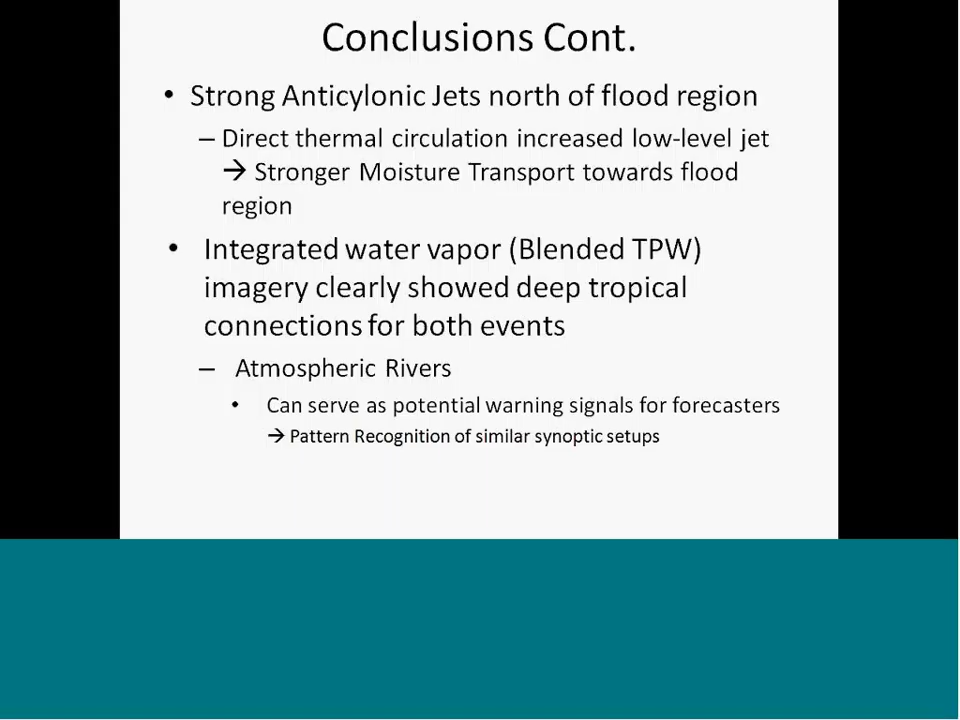 Conclusions Cont.
• Strong Anticylonic Jets north of flood region
– Direct thermal circulation increased low-level jet
→ Stronger Moisture Transport towards flood
region
• Integrated water vapor (Blended TPW)
imagery clearly showed deep tropical
connections for both events
– Atmospheric Rivers
• Can serve as potential warning signals for forecasters
→ Pattern Recognition of similar synoptic setups